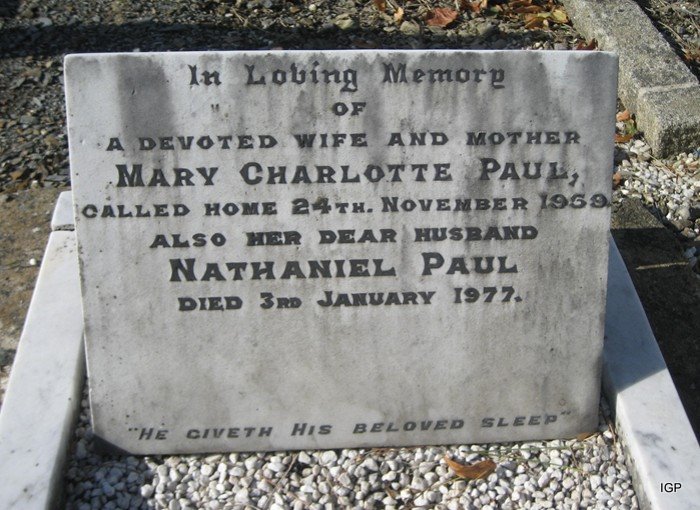 In Loving Memory
OF
A DEVOTED WIFE AND MOTHER
MARY CHARLOTTE PAUL,
CALLED HOME 24TH. NOVEMBER 1959
ALSO HER DEAR HUSBAND
NATHANIEL PAUL
DIED 3RD JANUARY 1977.
"HE GIVETH HIS BELOVED SLEEP"
IGP